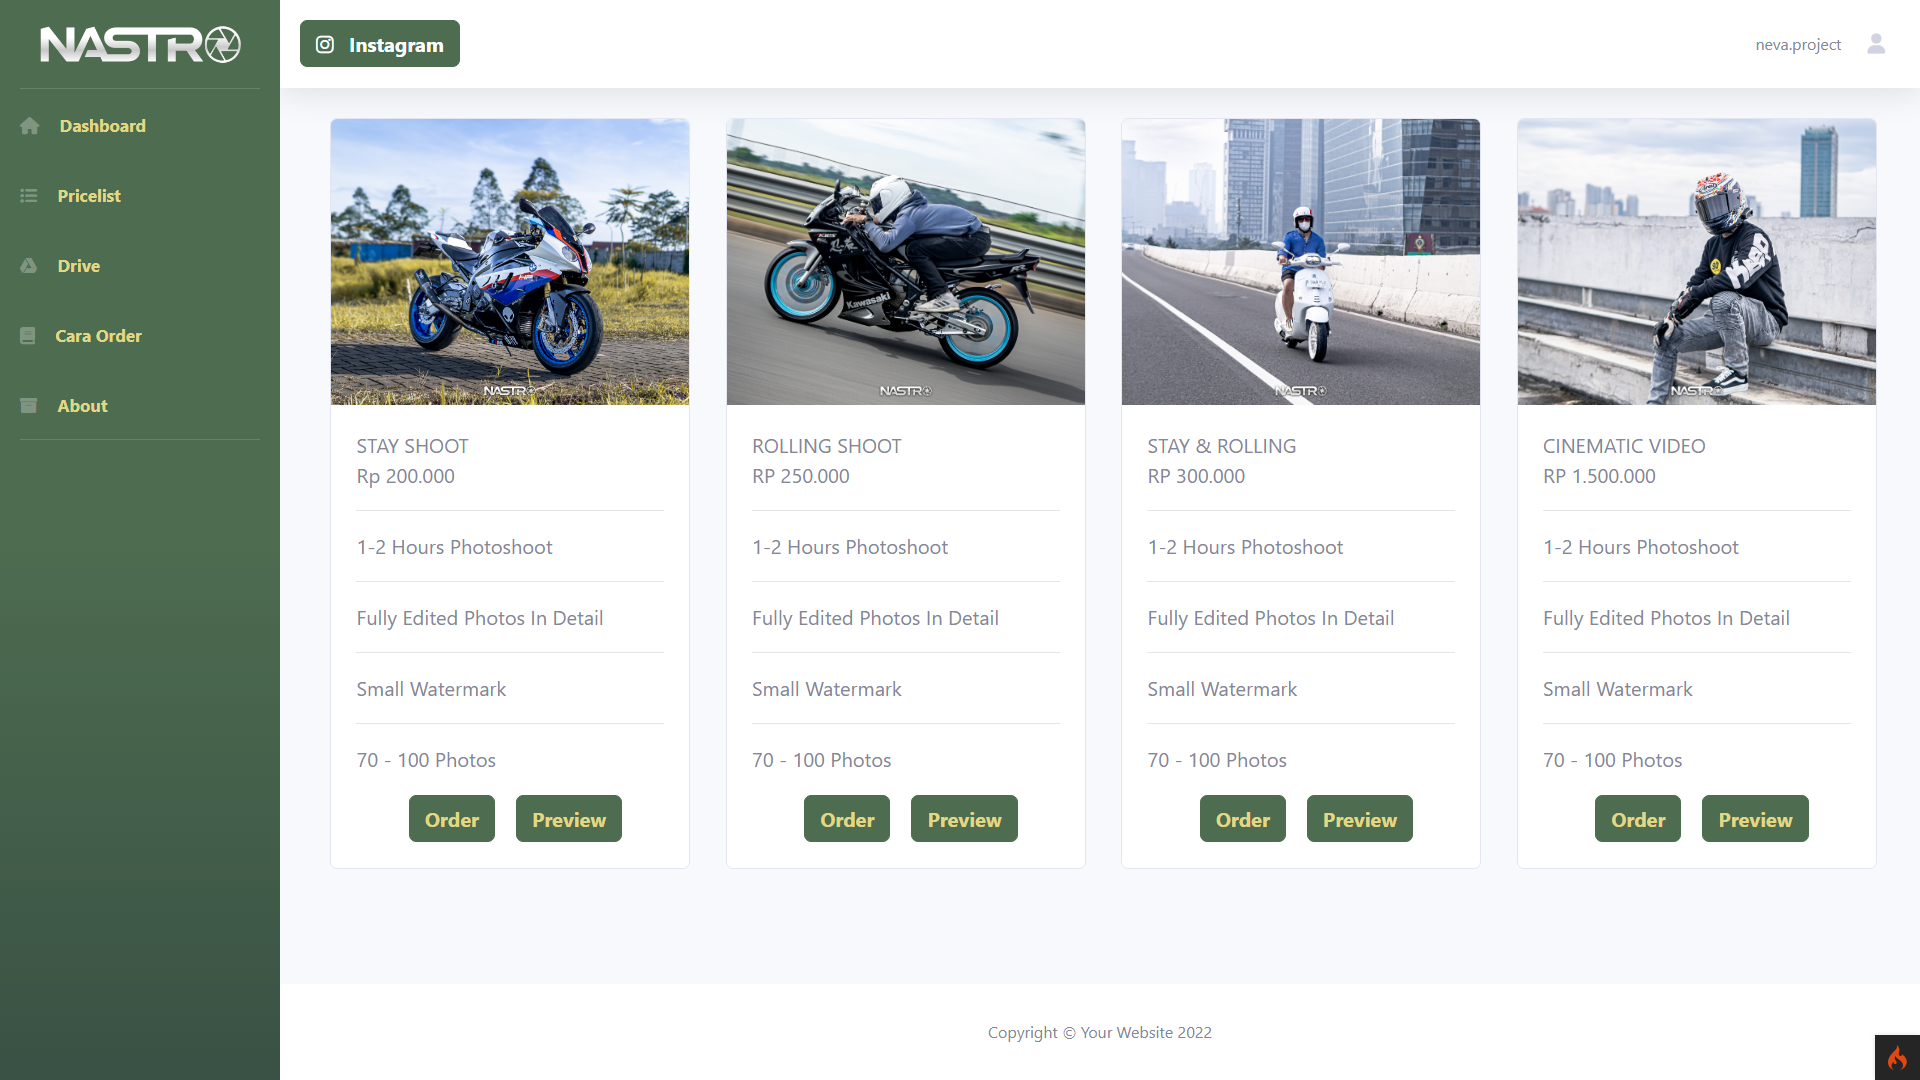 NASTRO
Instagram
neva.project
Dashboard
Pricelist
Drive
Cara Order
About
NASTRO
STAY SHOOT
Rp 200.000
1-2 Hours Photoshoot
Fully Edited Photos In Detail
Small Watermark
70 - 100 Photos
Order
Preview
Kawasaki
NASTRO
ROLLING SHOOT
RP 250.000
1-2 Hours Photoshoot
Fully Edited Photos In Detail
Small Watermark
70 - 100 Photos
Order
Preview
NASTRO
STAY & ROLLING
RP 300.000
1-2 Hours Photoshoot
Fully Edited Photos In Detail
Small Watermark
70 - 100 Photos
Order
Preview
NASTRO
CINEMATIC VIDEO
RP 1.500.000
1-2 Hours Photoshoot
Fully Edited Photos In Detail
Small Watermark
70 - 100 Photos
Order
Preview
Copyright © Your Website 2022